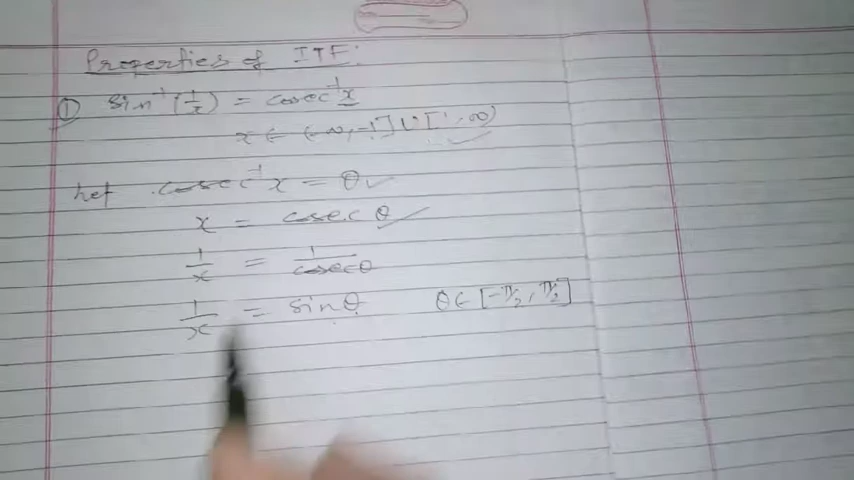 Properties of ITF:
① sin⁻¹(1/x) = cosec⁻¹x
x ∈ (-∞, -1] ∪ [1, ∞)
Let cosec⁻¹x = θ ✓
x = cosec θ ✓
1/x = 1/cosecθ
1/x = sinθ θ ∈ [-π/2, π/2]